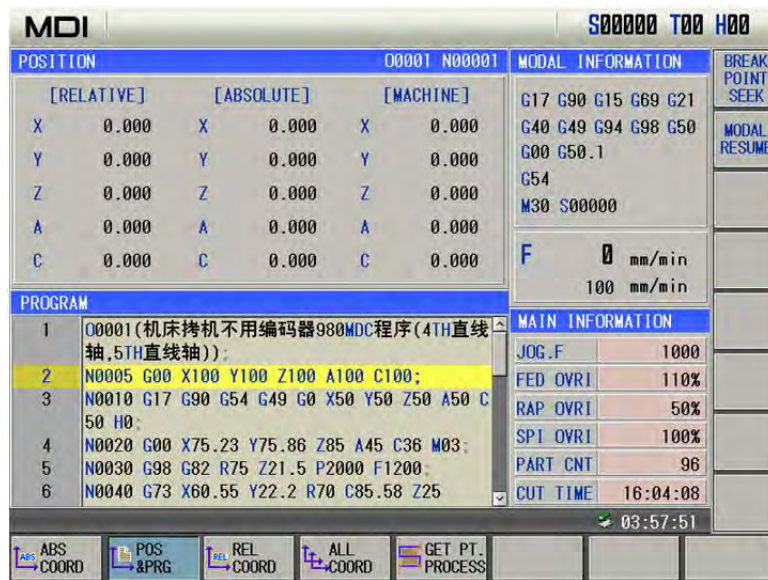 MDI S00000 T00 H00
POSITION O0001 N00001
[RELATIVE] [ABSOLUTE] [MACHINE]
X 0.000 X 0.000 X 0.000
Y 0.000 Y 0.000 Y 0.000
Z 0.000 Z 0.000 Z 0.000
A 0.000 A 0.000 A 0.000
C 0.000 C 0.000 C 0.000
PROGRAM
1 O0001(机床拷机不用编码器980MDC程序(4TH直线
轴,5TH直线轴));
2 N0005 G00 X100 Y100 Z100 A100 C100;
3 N0010 G17 G90 G54 G49 G0 X50 Y50 Z50 A50 C
50 H0;
4 N0020 G00 X75.23 Y75.86 Z85 A45 C36 M03;
5 N0030 G98 G82 R75 Z21.5 P2000 F1200;
6 N0040 G73 X60.55 Y22.2 R70 C85.58 Z25
MODAL INFORMATION
G17 G90 G15 G69 G21
G40 G49 G94 G98 G50
G00 G50.1
G54
M30 S00000
F 0 mm/min
100 mm/min
MAIN INFORMATION
JOG.F 1000
FED OVRI 110%
RAP OVRI 50%
SPI OVRI 100%
PART CNT 96
CUT TIME 16:04:08
03:57:51
BREAK
POINT
SEEK
MODAL
RESUME
ABS ABS
COORD
POS
&PRG
REL REL
COORD
ALL
COORD
GET PT.
PROCESS